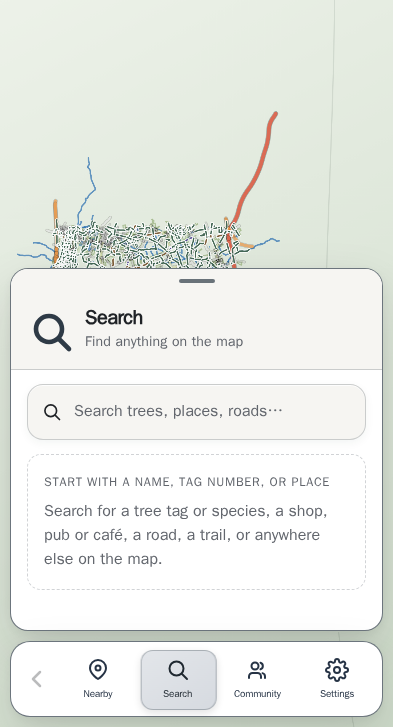 Search
Find anything on the map
Search trees, places, roads···
START WITH A NAME, TAG NUMBER, OR PLACE
Search for a tree tag or species, a shop,
pub or café, a road, a trail, or anywhere
else on the map.
Nearby
Search
Community
Settings